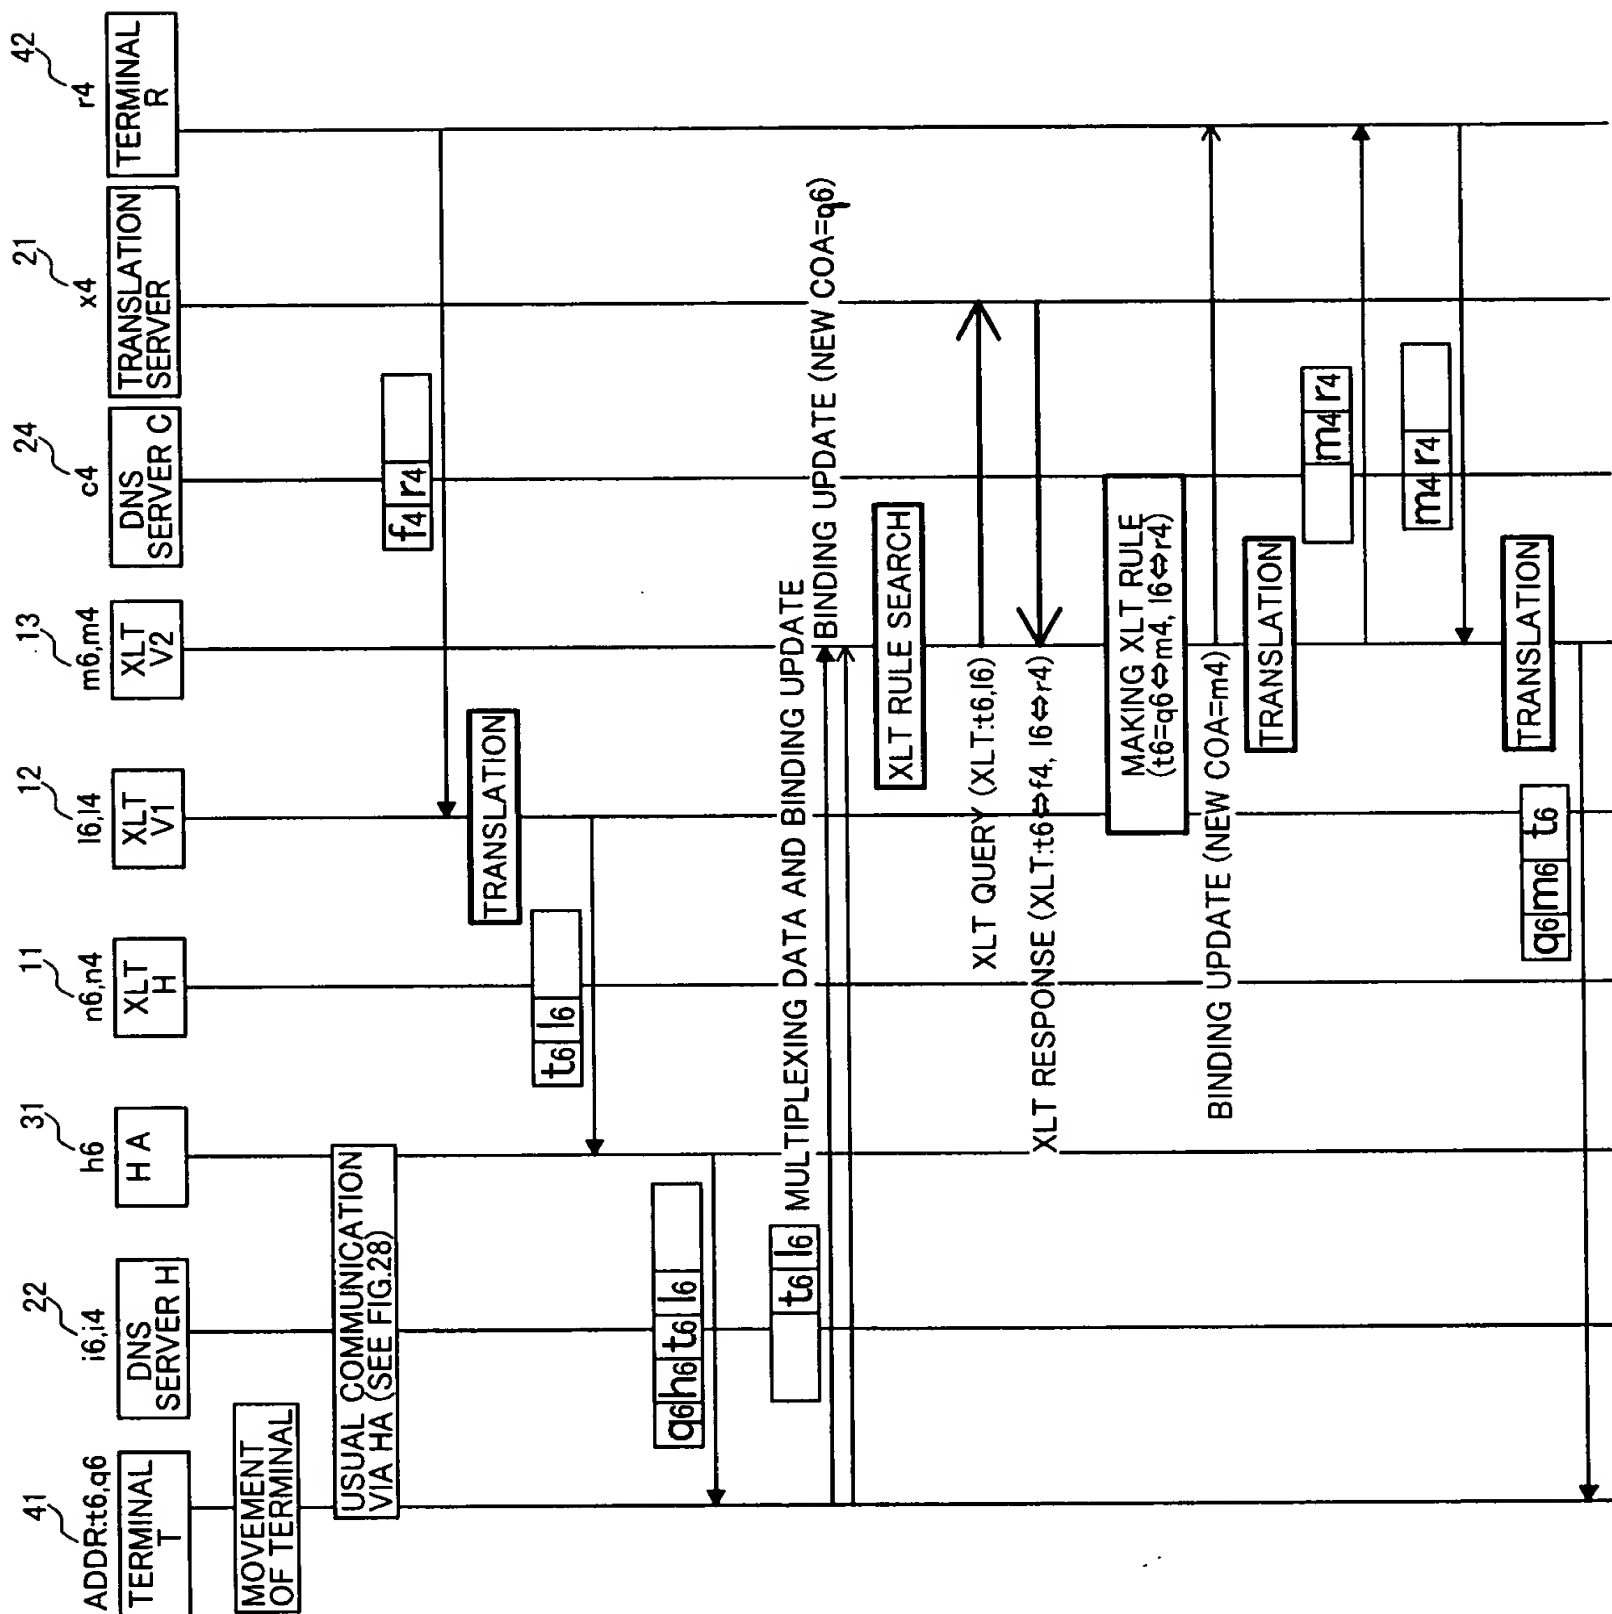 41
ADDR:t6,q6
TERMINAL
T
22
i6,i4
DNS
SERVER H
31
h6
H A
11
n6,n4
XLT
H
12
l6,l4
XLT
V1
13
m6,m4
XLT
V2
24
c4
DNS
SERVER C
21
x4
TRANSLATION
SERVER
42
r4
TERMINAL
R
MOVEMENT
OF TERMINAL
USUAL COMMUNICATION
VIA HA (SEE FIG.28)
f4 r4
TRANSLATION
t6 l6
q6 h6 t6 l6
t6 l6
MULTIPLEXING DATA AND BINDING UPDATE
BINDING UPDATE (NEW COA=q6)
XLT RULE SEARCH
XLT QUERY (XLT:t6,l6)
XLT RESPONSE (XLT:t6⇔f4, l6⇔r4)
MAKING XLT RULE
(t6=q6⇔m4, l6⇔r4)
BINDING UPDATE (NEW COA=m4)
TRANSLATION
m4 r4
m4 r4
TRANSLATION
q6 m6 t6